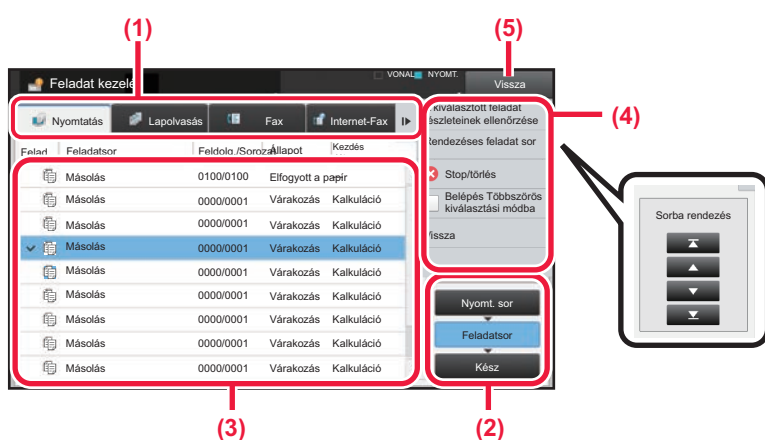 (1)
(5)
Feladat kezelé
VONAL
NYOMT.
Vissza
Nyomtatás
Lapolvasás
Fax
Internet-Fax
kiválasztott feladat
észleteinek ellenőrzése
(4)
Felad
Feladatsor
Feldolg./Sorozat
Állapot
Kezdés
Rendezéses feladat sor
Másolás 0100/0100 Elfogyott a papír
Stop/törlés
Másolás 0000/0001 Várakozás Kalkuláció
Belépés Többszörös
kiválasztási módba
Másolás 0000/0001 Várakozás Kalkuláció
Vissza
Sorba rendezés
Másolás 0000/0001 Várakozás Kalkuláció
Másolás 0000/0001 Várakozás Kalkuláció
Másolás 0000/0001 Várakozás Kalkuláció
Nyomt. sor
Másolás 0000/0001 Várakozás Kalkuláció
Feladatsor
Másolás 0000/0001 Várakozás Kalkuláció
Másolás 0000/0001 Várakozás Kalkuláció
Kész
(3)
(2)